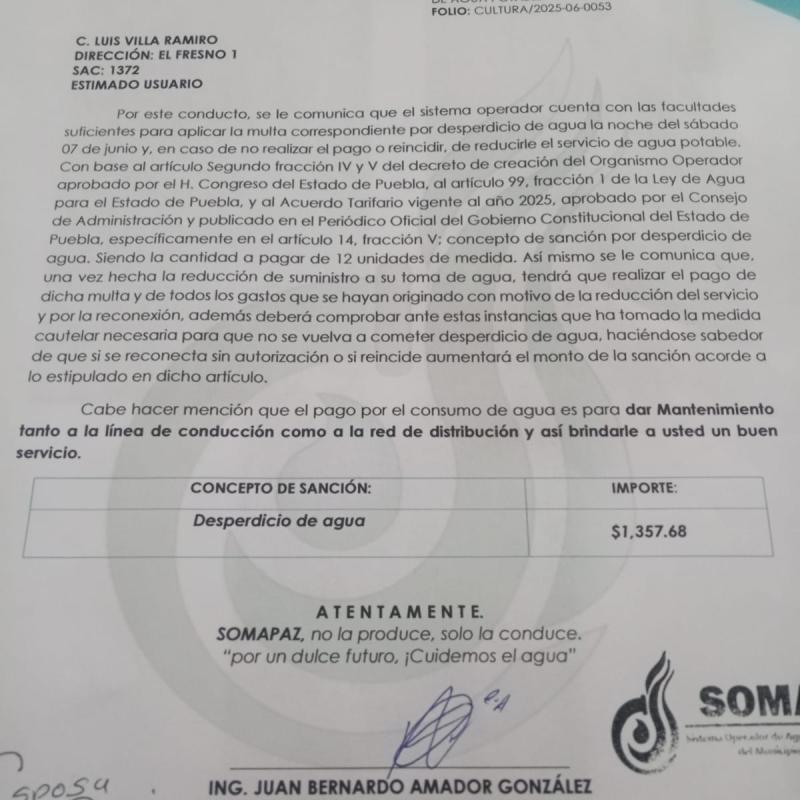 DE AGUA POTABLE
FOLIO: CULTURA/2025-06-0053
C. LUIS VILLA RAMIRO
DIRECCIÓN: EL FRESNO 1
SAC: 1372
ESTIMADO USUARIO
Por este conducto, se le comunica que el sistema operador cuenta con las facultades
suficientes para aplicar la multa correspondiente por desperdicio de agua la noche del sábado
07 de junio y, en caso de no realizar el pago o reincidir, de reducirle el servicio de agua potable.
Con base al artículo Segundo fracción IV y V del decreto de creación del Organismo Operador
aprobado por el H. Congreso del Estado de Puebla, al artículo 99, fracción 1 de la Ley de Agua
para el Estado de Puebla, y al Acuerdo Tarifario vigente al año 2025, aprobado por el Consejo
de Administración y publicado en el Periódico Oficial del Gobierno Constitucional del Estado de
Puebla, específicamente en el artículo 14, fracción V; concepto de sanción por desperdicio de
agua. Siendo la cantidad a pagar de 12 unidades de medida. Así mismo se le comunica que,
una vez hecha la reducción de suministro a su toma de agua, tendrá que realizar el pago de
dicha multa y de todos los gastos que se hayan originado con motivo de la reducción del servicio
y por la reconexión, además deberá comprobar ante estas instancias que ha tomado la medida
cautelar necesaria para que no se vuelva a cometer desperdicio de agua, haciéndose sabedor
de que si se reconecta sin autorización o si reincide aumentará el monto de la sanción acorde a
lo estipulado en dicho artículo.
Cabe hacer mención que el pago por el consumo de agua es para dar Mantenimiento
tanto a la línea de conducción como a la red de distribución y así brindarle a usted un buen
servicio.
CONCEPTO DE SANCIÓN: IMPORTE:
Desperdicio de agua $1,357.68
ATENTAMENTE.
SOMAPAZ, no la produce, solo la conduce.
"por un dulce futuro, ¡Cuidemos el agua"
SOMA
Sistema Operador de Ag
del Municipi
ING. JUAN BERNARDO AMADOR GONZÁLEZ